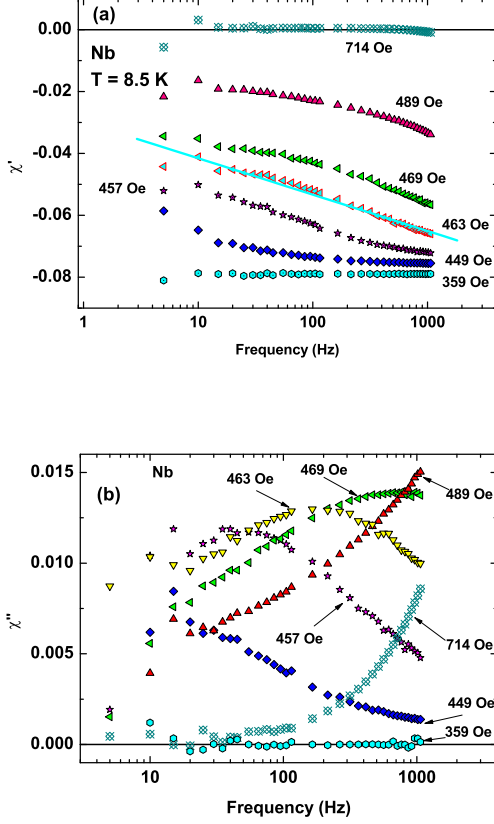 (a)
0.00
714 Oe
Nb
T = 8.5 K
-0.02
489 Oe
-0.04
χ'
469 Oe
457 Oe
463 Oe
-0.06
449 Oe
359 Oe
-0.08
1 10 100 1000
Frequency (Hz)
0.015
Nb
469 Oe
463 Oe
489 Oe
(b)
0.010
χ''
457 Oe
714 Oe
0.005
449 Oe
359 Oe
0.000
10 100 1000
Frequency (Hz)